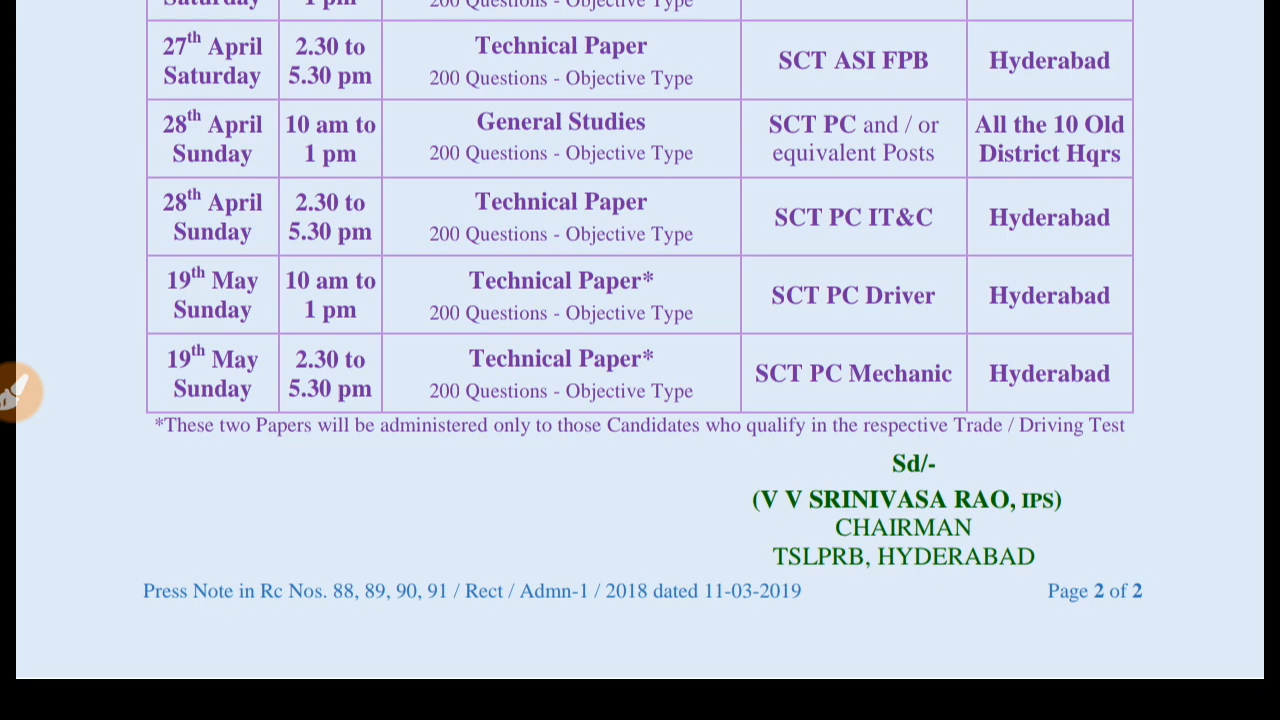 Saturday 1 pm 200 Questions - Objective Type
27th April 2.30 to Technical Paper SCT ASI FPB Hyderabad
Saturday 5.30 pm 200 Questions - Objective Type
28th April 10 am to General Studies SCT PC and / or All the 10 Old
Sunday 1 pm 200 Questions - Objective Type equivalent Posts District Hqrs
28th April 2.30 to Technical Paper SCT PC IT&C Hyderabad
Sunday 5.30 pm 200 Questions - Objective Type
19th May 10 am to Technical Paper* SCT PC Driver Hyderabad
Sunday 1 pm 200 Questions - Objective Type
19th May 2.30 to Technical Paper* SCT PC Mechanic Hyderabad
Sunday 5.30 pm 200 Questions - Objective Type
*These two Papers will be administered only to those Candidates who qualify in the respective Trade / Driving Test
Sd/-
(V V SRINIVASA RAO, IPS)
CHAIRMAN
TSLPRB, HYDERABAD
Press Note in Rc Nos. 88, 89, 90, 91 / Rect / Admn-1 / 2018 dated 11-03-2019 Page 2 of 2